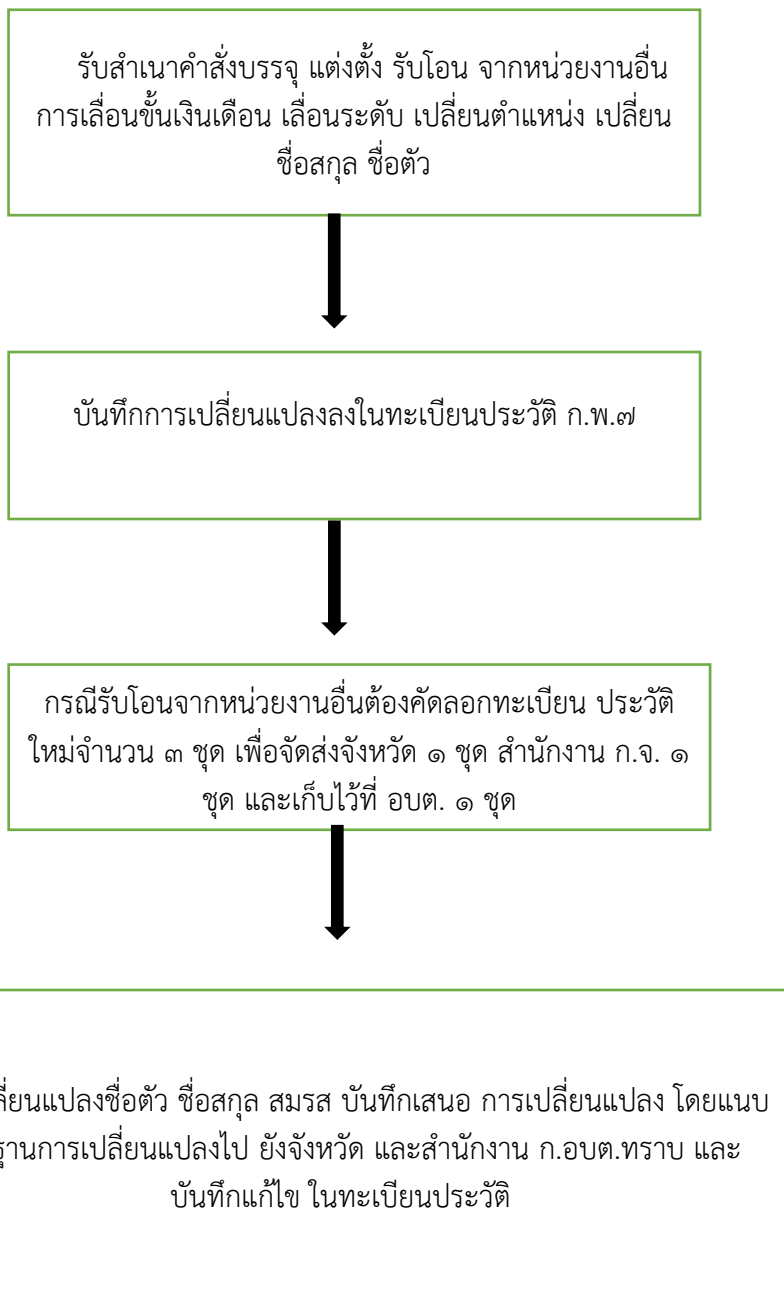 รับสำเนาคำสั่งบรรจุ แต่งตั้ง รับโอน จากหน่วยงานอื่น
การเลื่อนขั้นเงินเดือน เลื่อนระดับ เปลี่ยนตำแหน่ง เปลี่ยน
ชื่อสกุล ชื่อตัว
บันทึกการเปลี่ยนแปลงลงในทะเบียนประวัติ ก.พ.๗
กรณีรับโอนจากหน่วยงานอื่นต้องคัดลอกทะเบียน ประวัติ
ใหม่จำนวน ๓ ชุด เพื่อจัดส่งจังหวัด ๑ ชุด สำนักงาน ก.จ. ๑
ชุด และเก็บไว้ที่ อบต. ๑ ชุด
ชื่อตัว ชื่อสกุล สมรส บันทึกเสนอ การเปลี่ยนแปลง โดยแนบ
ยังจังหวัด และสำนักงาน ก.อบต.ทราบ และ
บันทึกแก้ไข ในทะเบียนประวัติ